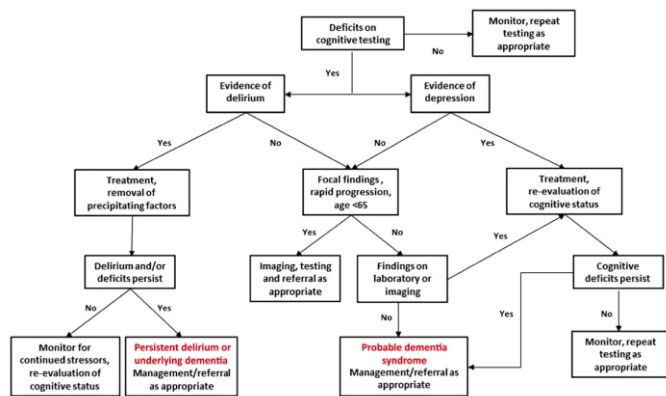 Deficits on
cognitive testing
No
Monitor, repeat
testing as
appropriate
Yes
Evidence of
delirium
Evidence of
depression
Yes
No
No
Yes
Treatment,
removal of
precipitating factors
Focal findings ,
rapid progression,
age <65
Treatment,
re-evaluation of
cognitive status
Yes
No
Yes
Delirium and/or
deficits persist
Imaging, testing
and referral as
appropriate
Findings on
laboratory or
imaging
Cognitive
deficits persist
No
Yes
No
Yes
No
Monitor for
continued stressors,
re-evaluation of
cognitive status
Persistent delirium or
underlying dementia
Management/referral
as appropriate
Probable dementia
syndrome
Management/referral as
appropriate
Monitor, repeat
testing as
appropriate